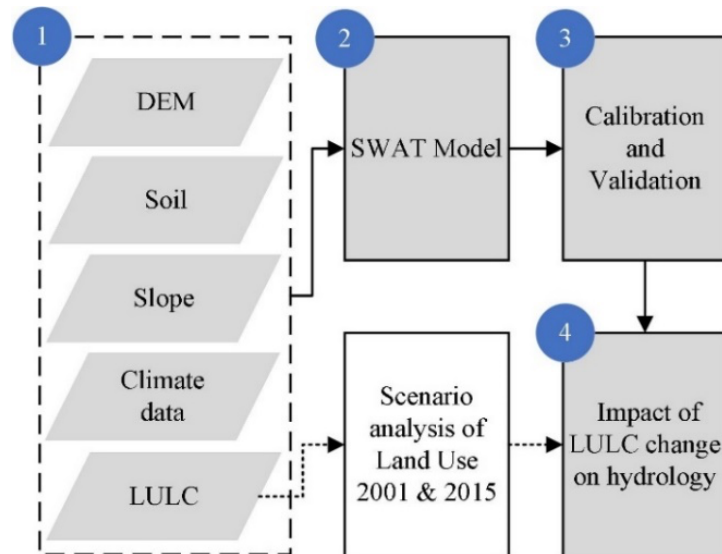 1
DEM
Soil
Slope
Climate
data
LULC
2
SWAT Model
3
Calibration
and
Validation
Scenario
analysis of
Land Use
2001 & 2015
4
Impact of
LULC change
on hydrology